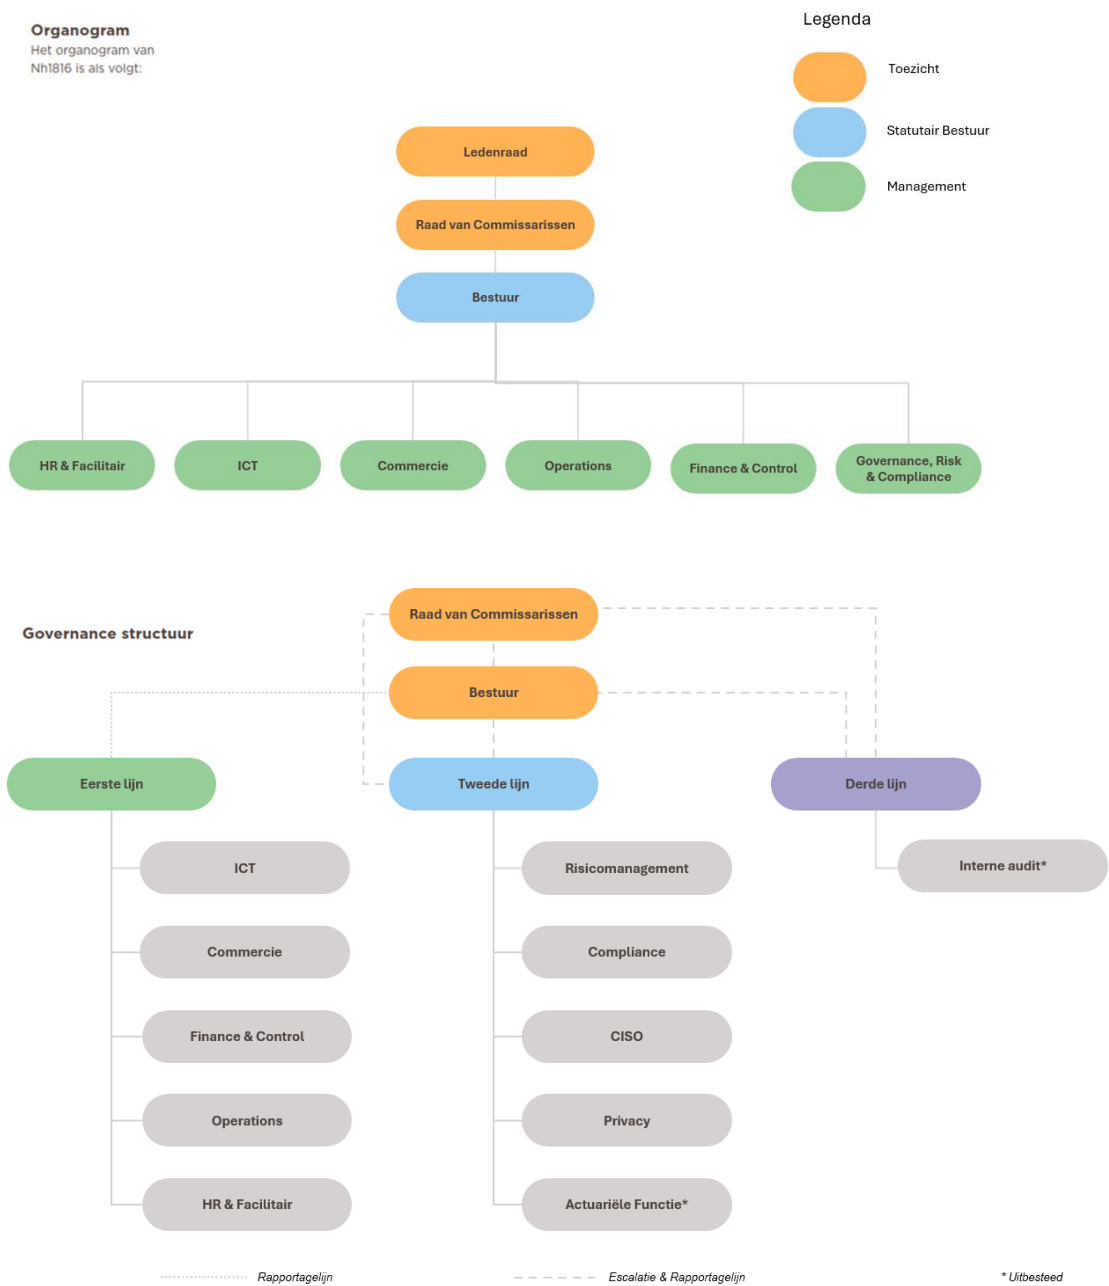 Organogram
Het organogram van
Nh1816 is als volgt:
Legenda
Toezicht
Statutair Bestuur
Management
Ledenraad
Raad van Commissarissen
Bestuur
HR & Facilitair
ICT
Commercie
Operations
Finance & Control
Governance, Risk
& Compliance
Governance structuur
Raad van Commissarissen
Bestuur
Eerste lijn
Tweede lijn
Derde lijn
ICT
Commercie
Finance & Control
Operations
HR & Facilitair
Risicomanagement
Compliance
CISO
Privacy
Actuariële Functie*
Interne audit*
Rapportagelijn
Escalatie & Rapportagelijn
* Uitbesteed